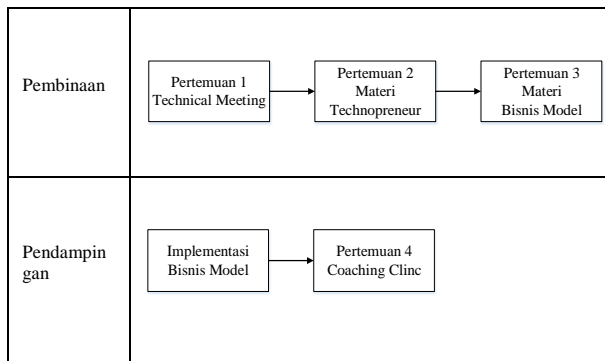 Pembinaan
Pertemuan 1
Technical Meeting
Pertemuan 2
Materi
Technopreneur
Pertemuan 3
Materi
Bisnis Model
Pendampin
gan
Implementasi
Bisnis Model
Pertemuan 4
Coaching Clinc